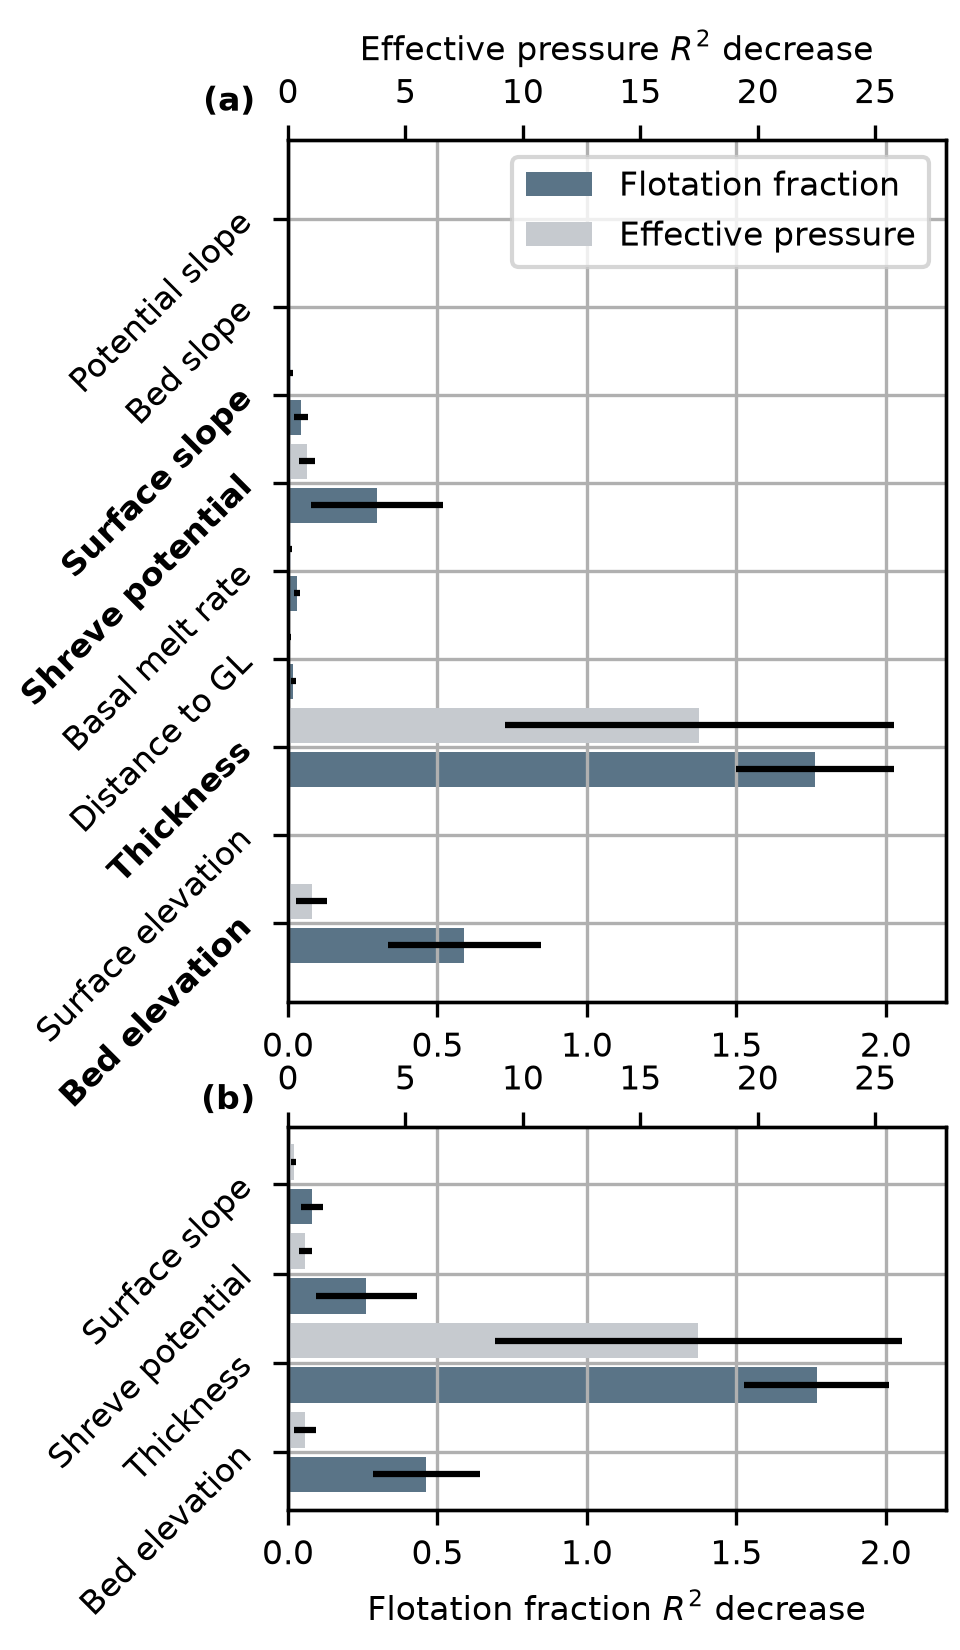 Effective pressure R² decrease
(a) 0 5 10 15 20 25
Flotation fraction
Effective pressure
Potential slope
Bed slope
Surface slope
Shreve potential
Basal melt rate
Distance to GL
Thickness
Surface elevation
Bed elevation
0.0 0.5 1.0 1.5 2.0
(b) 0 5 10 15 20 25
Surface slope
Shreve potential
Thickness
Bed elevation
0.0 0.5 1.0 1.5 2.0
Flotation fraction R² decrease